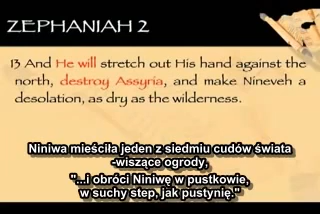 ZEPHANIAH 2
13 And He will stretch out His hand against the
north, destroy Assyria, and make Nineveh a
desolation, as dry as the wilderness.
Niniwa mieściła jeden z siedmiu cudów świata
-wiszące ogrody,
"...i obróci Niniwę w pustkowie,
w suchy step, jak pustynię."